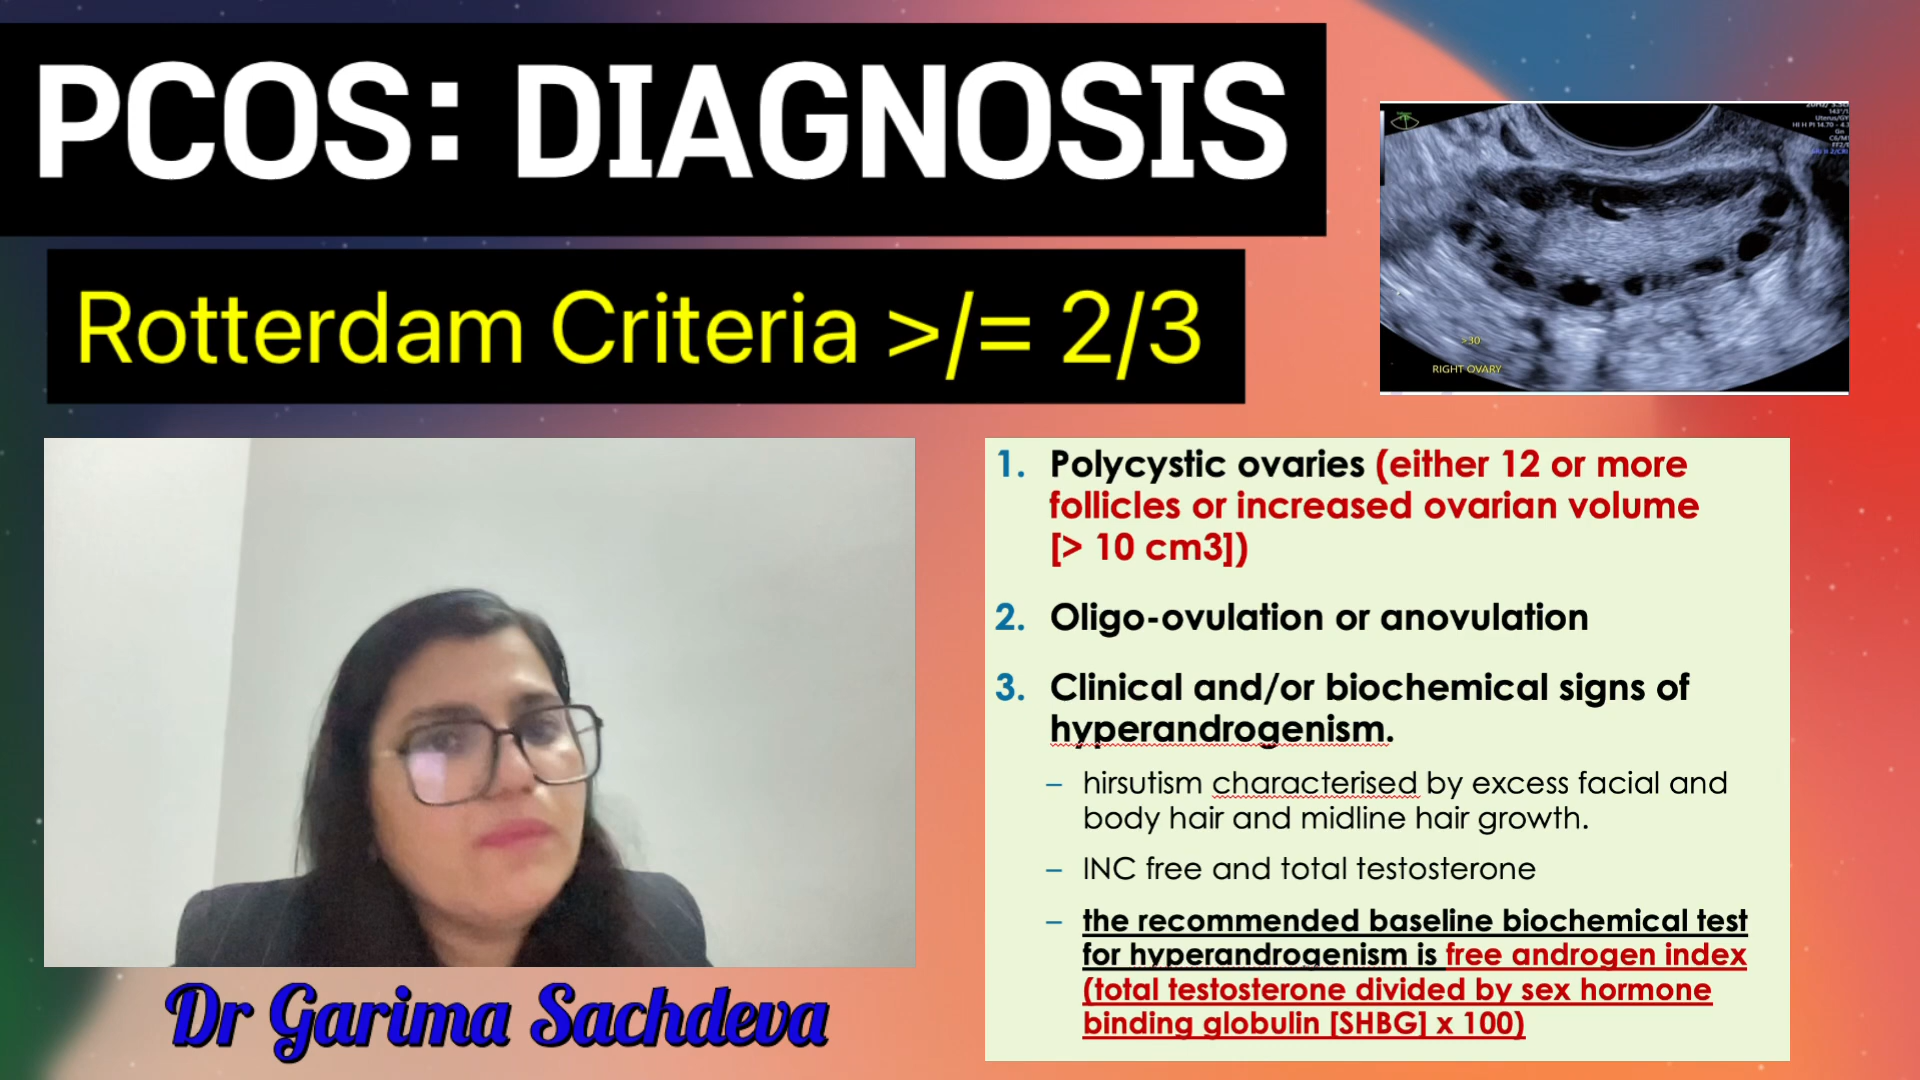 PCOS: DIAGNOSIS
Rotterdam Criteria >/= 2/3
>30
RIGHT OVARY
1. Polycystic ovaries (either 12 or more
follicles or increased ovarian volume
[> 10 cm3])
2. Oligo-ovulation or anovulation
3. Clinical and/or biochemical signs of
hyperandrogenism.
– hirsutism characterised by excess facial and
body hair and midline hair growth.
– INC free and total testosterone
– the recommended baseline biochemical test
for hyperandrogenism is free androgen index
(total testosterone divided by sex hormone
binding globulin [SHBG] x 100)
Dr Garima Sachdeva